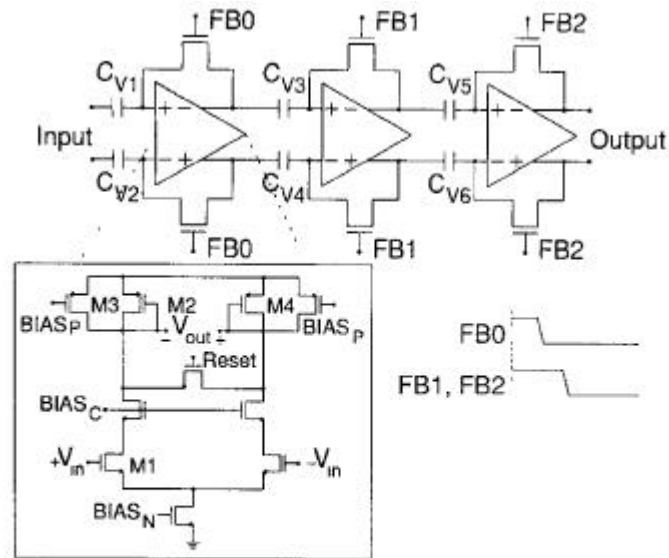 FB0 FB1 FB2
C_V1 C_V3 C_V5
+ - + - + -
Input Output
- + - + - +
C_V2 C_V4 C_V6
FB0 FB1 FB2
M3 M2 M4
BIAS_P V_out BIAS_P
- +
Reset
BIAS_C
+V_in M1 -V_in
BIAS_N
FB0
FB1, FB2